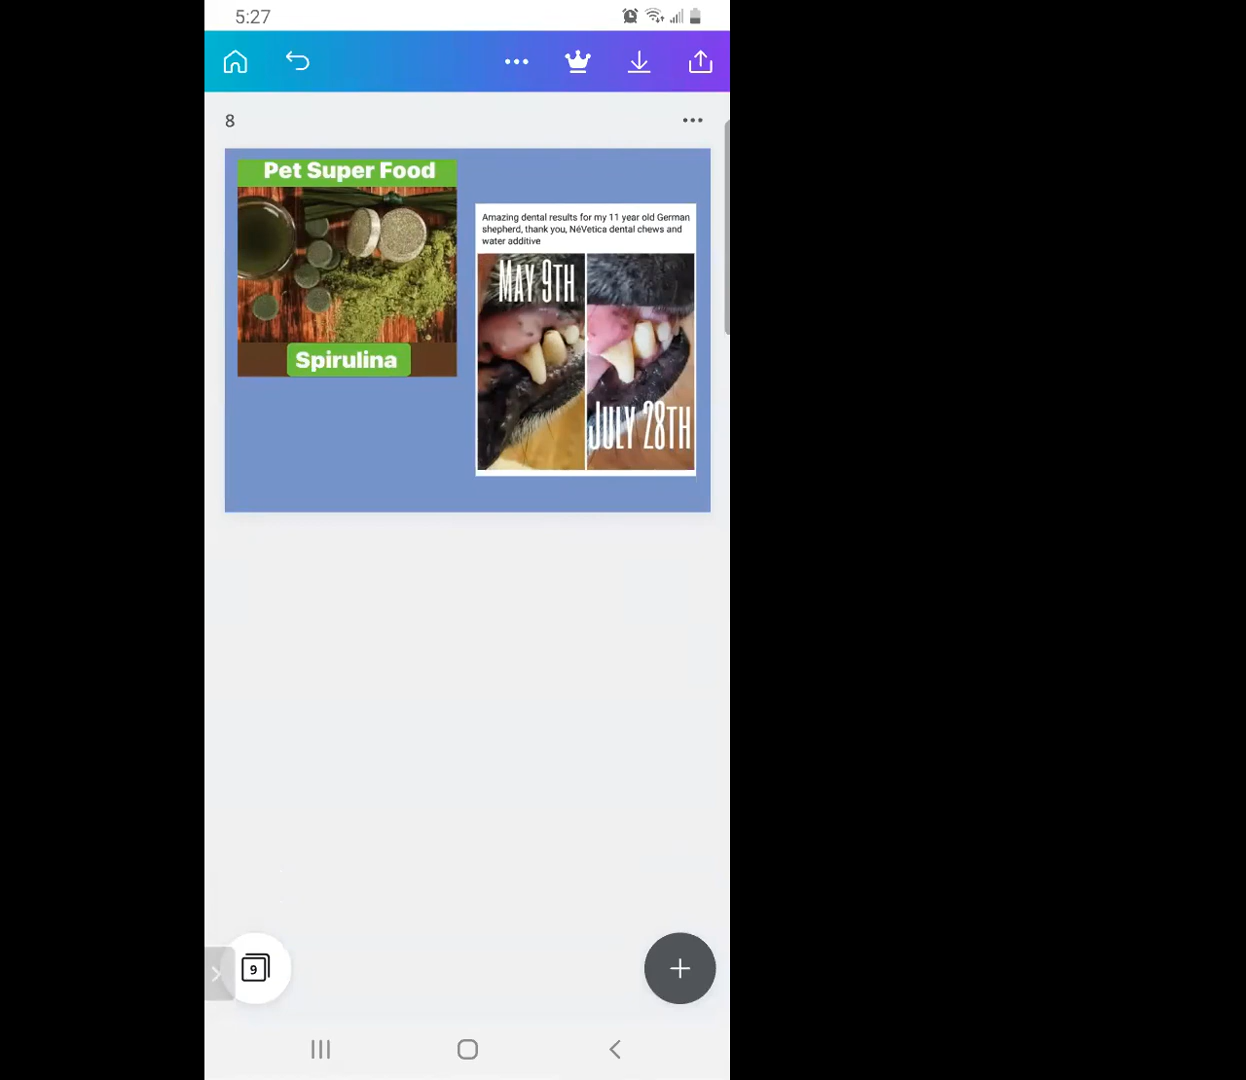 5:27
8
Pet Super Food
Spirulina
Amazing dental results for my 11 year old German
shepherd, thank you, NéVetica dental chews and
water additive
MAY 9TH
JULY 28TH
9